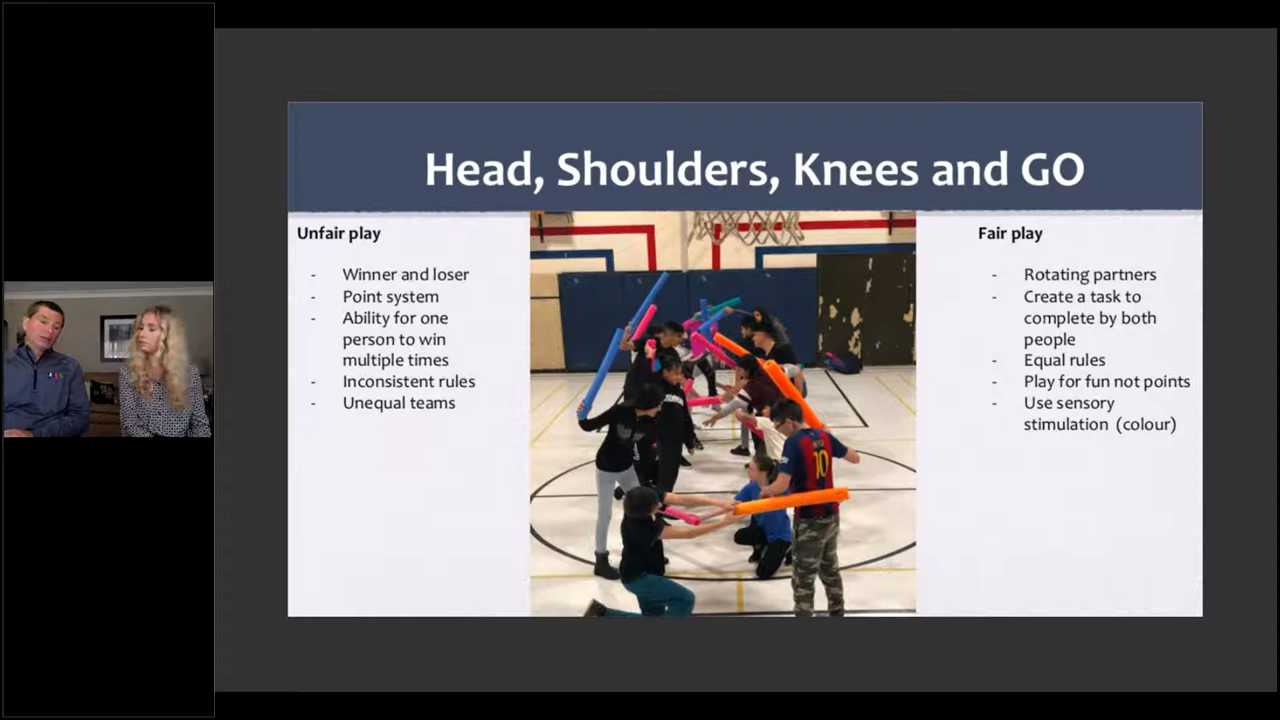 Head, Shoulders, Knees and GO
Unfair play
- Winner and loser
- Point system
- Ability for one
person to win
multiple times
- Inconsistent rules
- Unequal teams
10
Fair play
- Rotating partners
- Create a task to
complete by both
people
- Equal rules
- Play for fun not points
- Use sensory
stimulation (colour)